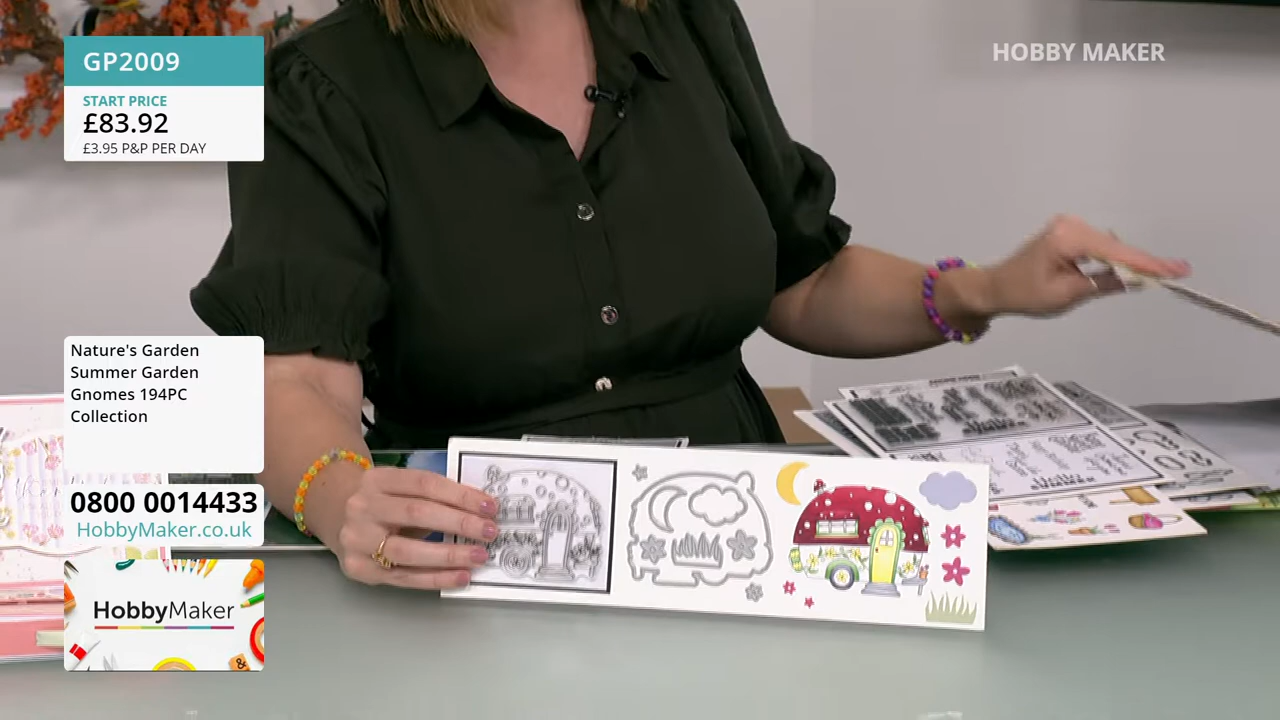 GP2009
START PRICE
£83.92
£3.95 P&P PER DAY
HOBBY MAKER
Nature's Garden
Summer Garden
Gnomes 194PC
Collection
0800 0014433
HobbyMaker.co.uk
HobbyMaker
&